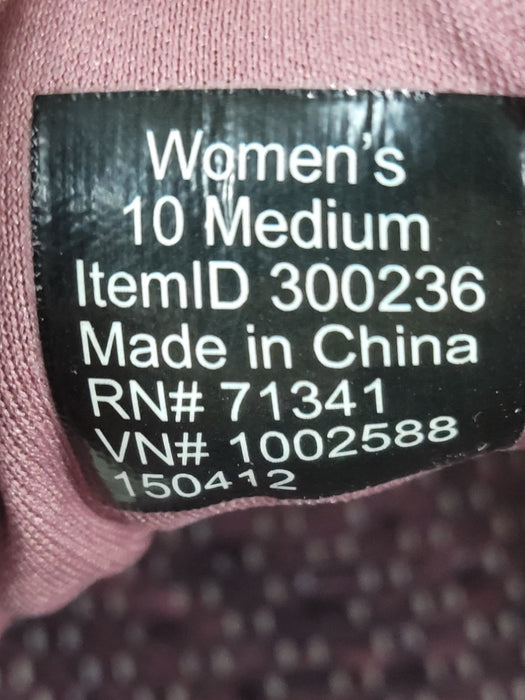 Women's
10 Medium
ItemID 300236
Made in China
RN# 71341
VN# 1002588
150412